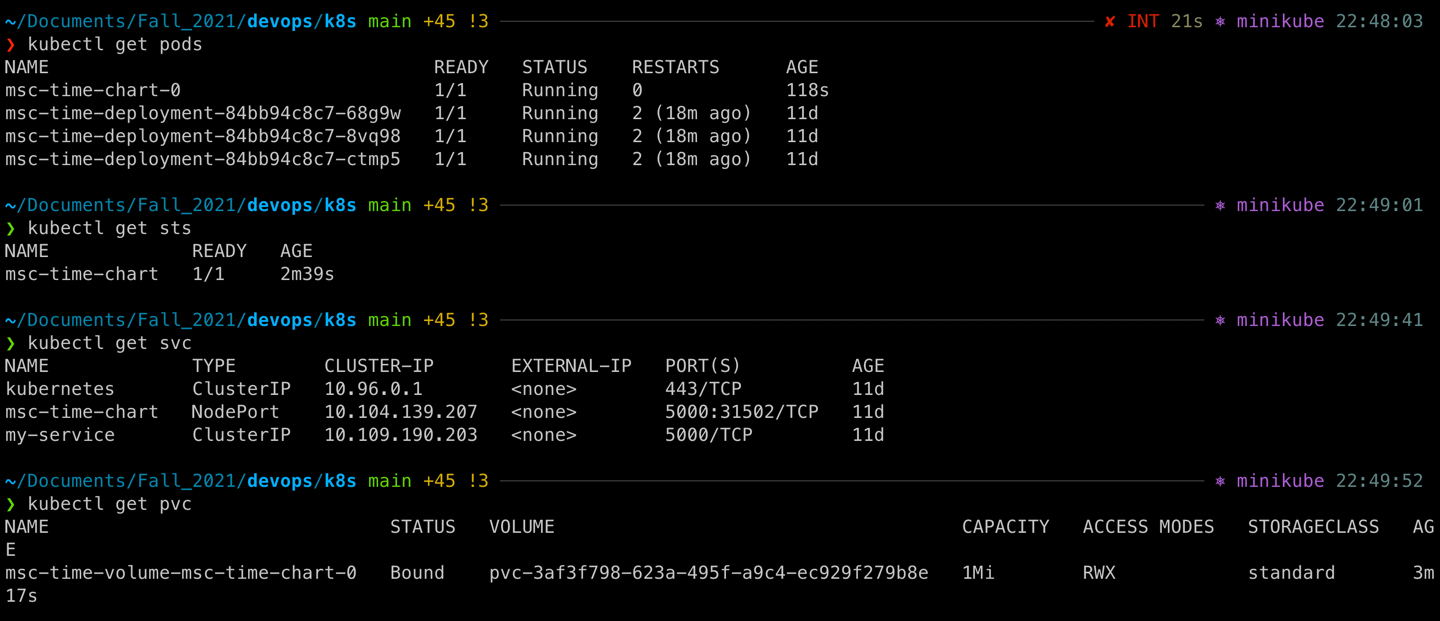 ~/Documents/Fall_2021/devops/k8s main +45 !3 ✘ INT 21s ⎈ minikube 22:48:03
❯ kubectl get pods
NAME READY STATUS RESTARTS AGE
msc-time-chart-0 1/1 Running 0 118s
msc-time-deployment-84bb94c8c7-68g9w 1/1 Running 2 (18m ago) 11d
msc-time-deployment-84bb94c8c7-8vq98 1/1 Running 2 (18m ago) 11d
msc-time-deployment-84bb94c8c7-ctmp5 1/1 Running 2 (18m ago) 11d
~/Documents/Fall_2021/devops/k8s main +45 !3 ⎈ minikube 22:49:01
❯ kubectl get sts
NAME READY AGE
msc-time-chart 1/1 2m39s
~/Documents/Fall_2021/devops/k8s main +45 !3 ⎈ minikube 22:49:41
❯ kubectl get svc
NAME TYPE CLUSTER-IP EXTERNAL-IP PORT(S) AGE
kubernetes ClusterIP 10.96.0.1 <none> 443/TCP 11d
msc-time-chart NodePort 10.104.139.207 <none> 5000:31502/TCP 11d
my-service ClusterIP 10.109.190.203 <none> 5000/TCP 11d
~/Documents/Fall_2021/devops/k8s main +45 !3 ⎈ minikube 22:49:52
❯ kubectl get pvc
NAME STATUS VOLUME CAPACITY ACCESS MODES STORAGECLASS AG
E
msc-time-volume-msc-time-chart-0 Bound pvc-3af3f798-623a-495f-a9c4-ec929f279b8e 1Mi RWX standard 3m
17s